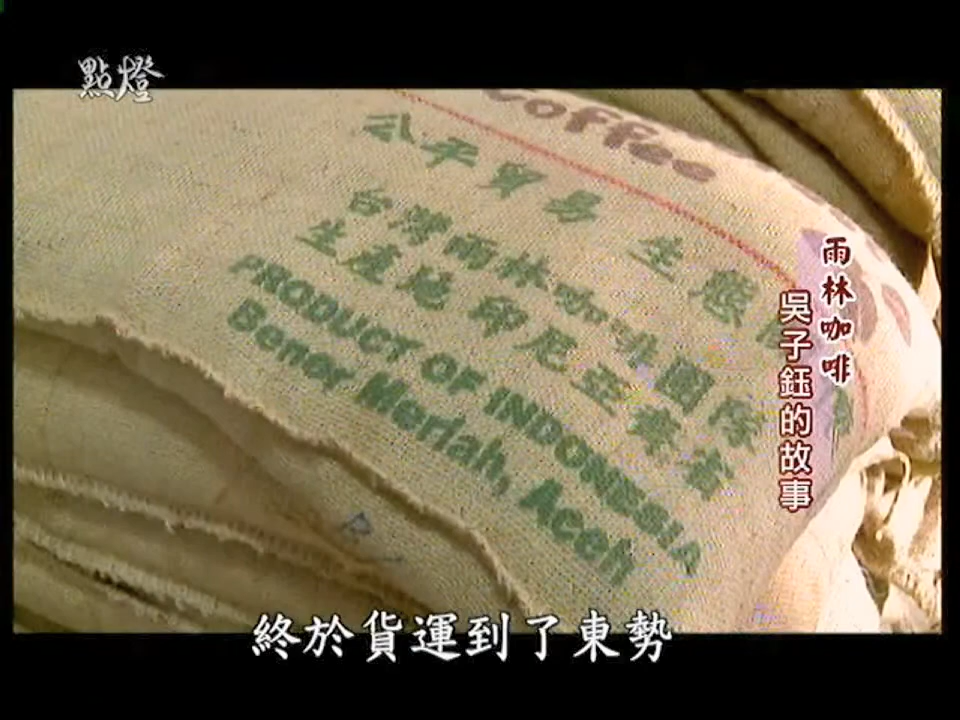 點燈
coffee
公平貿易 生態
台灣雨林咖啡國際
生產地 印尼亞齊省
PRODUCT OF INDONESIA
Bener Meriah, Aceh
雨林咖啡
吳子鈺的故事
終於貨運到了東勢